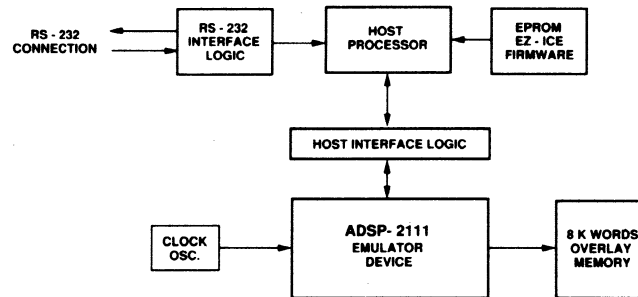 RS - 232
CONNECTION
RS - 232
INTERFACE
LOGIC
HOST
PROCESSOR
EPROM
EZ - ICE
FIRMWARE
HOST INTERFACE LOGIC
CLOCK
OSC.
ADSP- 2111
EMULATOR
DEVICE
8 K WORDS
OVERLAY
MEMORY